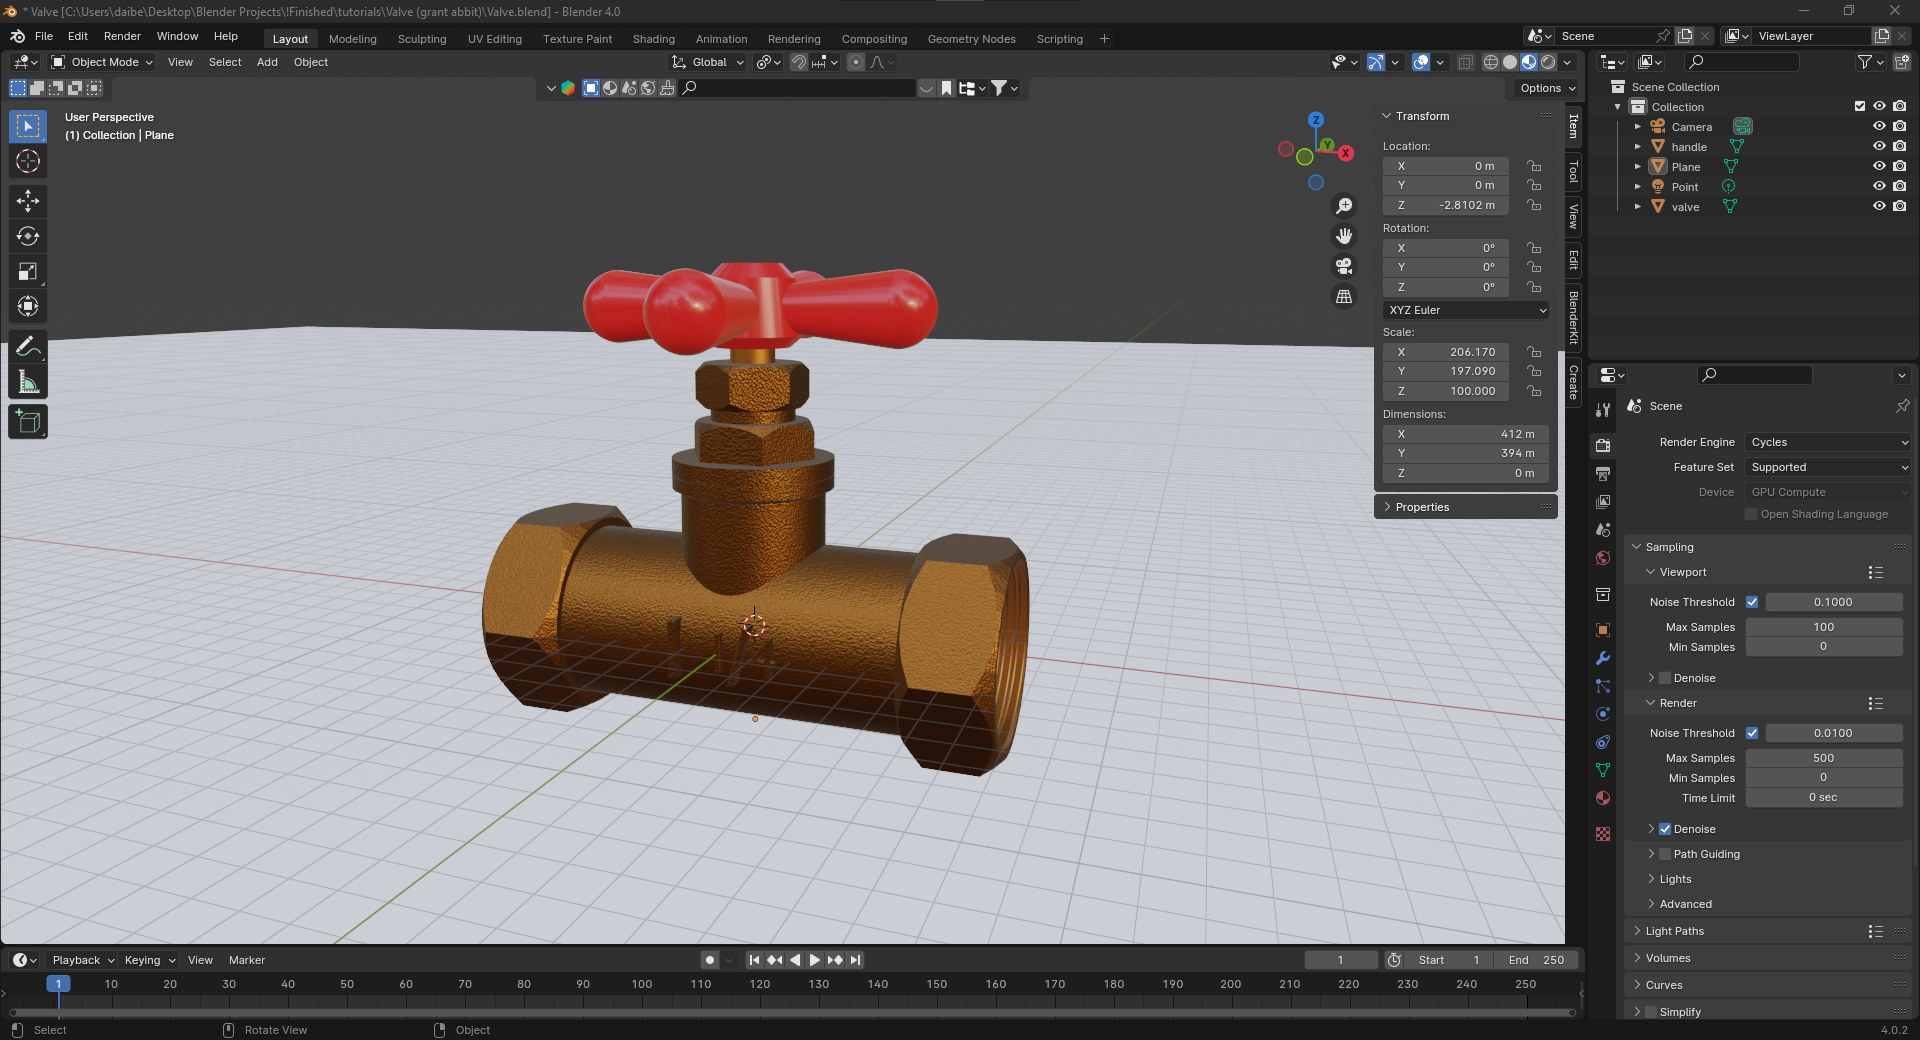 * Valve [C:\Users\daibe\Desktop\Blender Projects\!Finished\tutorials\Valve (grant abbit)\Valve.blend] - Blender 4.0
File Edit Render Window Help
Layout Modeling Sculpting UV Editing Texture Paint Shading Animation Rendering Compositing Geometry Nodes Scripting +
Scene ViewLayer
Object Mode View Select Add Object Global
Options
User Perspective
(1) Collection | Plane
Z
Y
X
Transform
Location:
X 0 m
Y 0 m
Z -2.8102 m
Rotation:
X 0°
Y 0°
Z 0°
XYZ Euler
Scale:
X 206.170
Y 197.090
Z 100.000
Dimensions:
X 412 m
Y 394 m
Z 0 m
Properties
Item
Tool
View
Edit
BlenderKit
Create
Scene Collection
Collection
Camera
handle
Plane
Point
valve
Scene
Render Engine Cycles
Feature Set Supported
Device GPU Compute
Open Shading Language
Sampling
Viewport
Noise Threshold 0.1000
Max Samples 100
Min Samples 0
Denoise
Render
Noise Threshold 0.0100
Max Samples 500
Min Samples 0
Time Limit 0 sec
Denoise
Path Guiding
Lights
Advanced
Light Paths
Volumes
Curves
Simplify
Playback Keying View Marker
1 Start 1 End 250
1 10 20 30 40 50 60 70 80 90 100 110 120 130 140 150 160 170 180 190 200 210 220 230 240 250
Select Rotate View Object
4.0.2